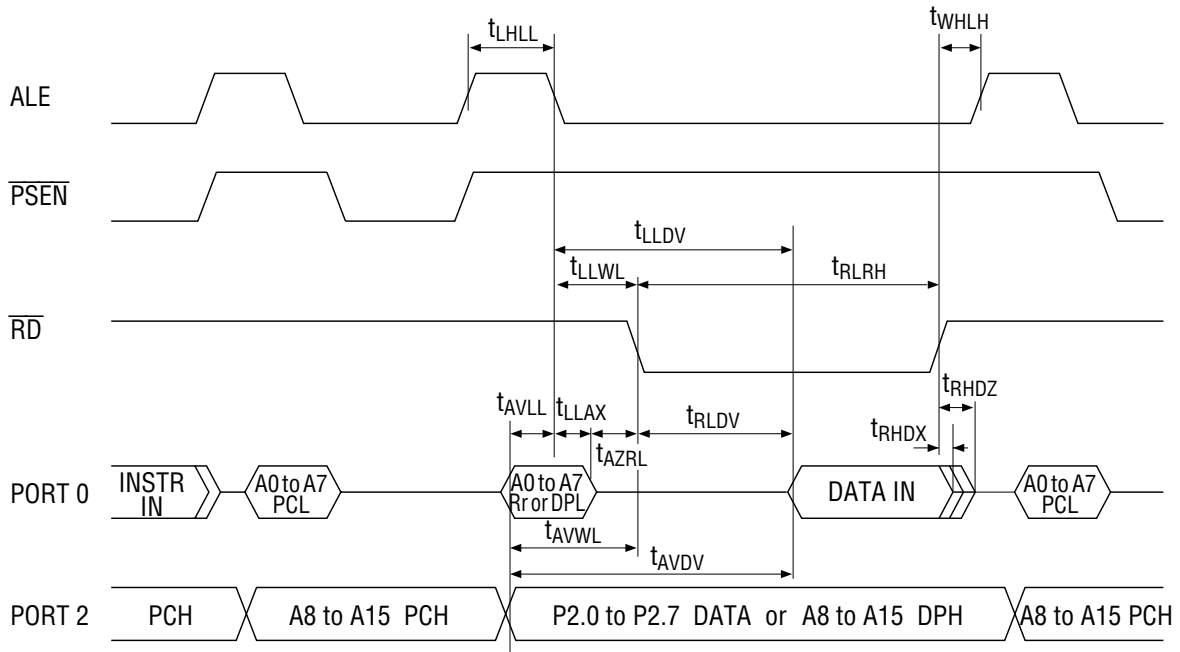 tLHLL
tWHLH
ALE
PSEN
tLLDV
tLLWL
tRLRH
RD
tRHDZ
tAVLL
tLLAX
tRLDV
tRHDX
tAZRL
PORT 0
INSTR
IN
A0 to A7
PCL
A0 to A7
Rr or DPL
DATA IN
A0 to A7
PCL
tAVWL
tAVDV
PORT 2
PCH
A8 to A15 PCH
P2.0 to P2.7 DATA or A8 to A15 DPH
A8 to A15 PCH